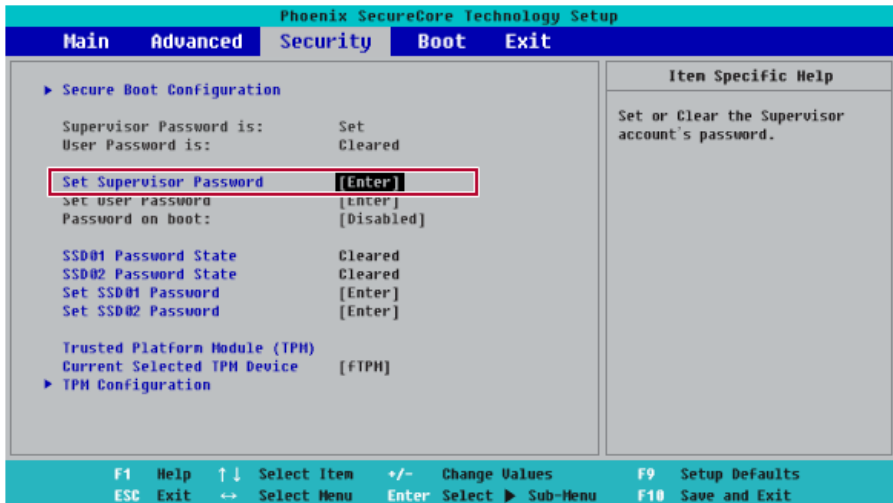 Phoenix SecureCore Technology Setup
Main Advanced Security Boot Exit
Item Specific Help
▶ Secure Boot Configuration
Set or Clear the Supervisor
account's password.
Supervisor Password is: Set
User Password is: Cleared
Set Supervisor Password [Enter]
Set User Password [Enter]
Password on boot: [Disabled]
SSD01 Password State Cleared
SSD02 Password State Cleared
Set SSD01 Password [Enter]
Set SSD02 Password [Enter]
Trusted Platform Module (TPM)
Current Selected TPM Device [fTPM]
▶ TPM Configuration
F1 Help ↑↓ Select Item +/- Change Values F9 Setup Defaults
ESC Exit ↔ Select Menu Enter Select ▶ Sub-Menu F10 Save and Exit